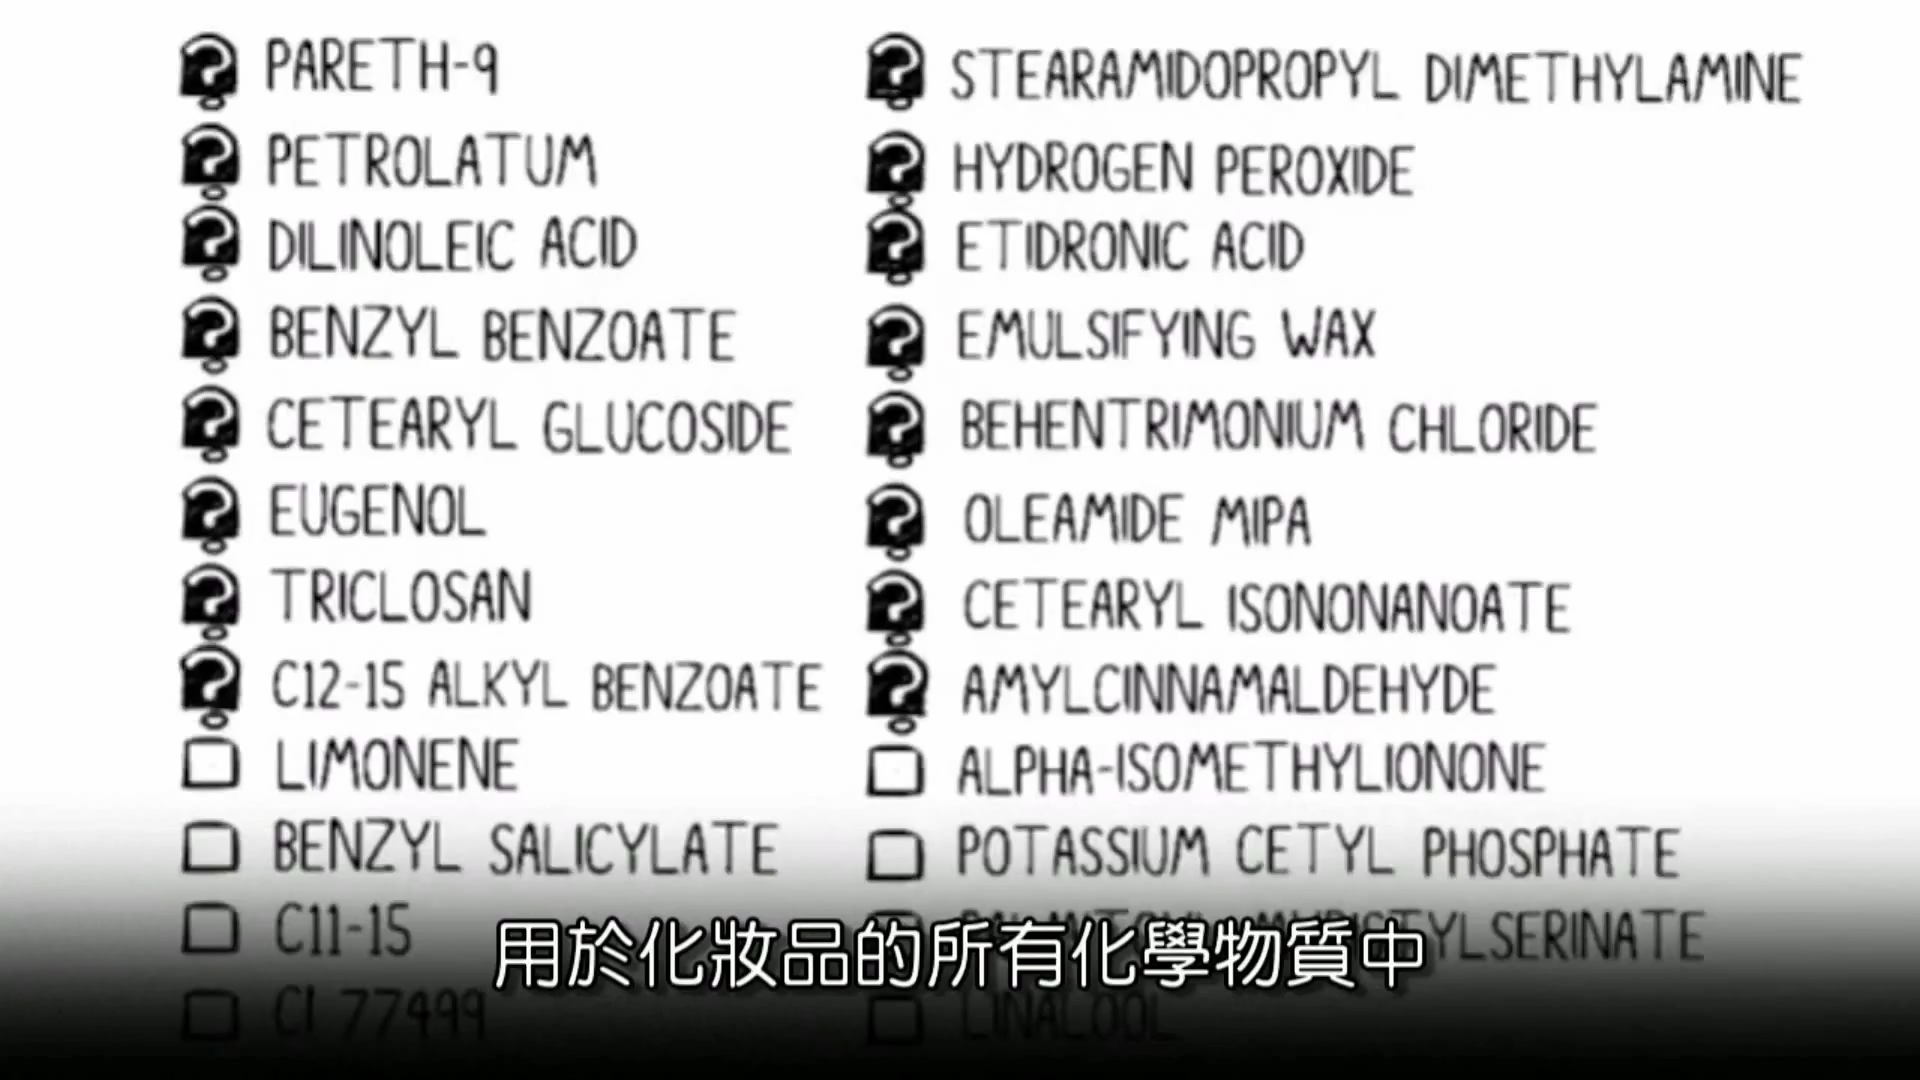 PARETH-9
PETROLATUM
DILINOLEIC ACID
BENZYL BENZOATE
CETEARYL GLUCOSIDE
EUGENOL
TRICLOSAN
C12-15 ALKYL BENZOATE
LIMONENE
BENZYL SALICYLATE
C11-15
CI 77499
STEARAMIDOPROPYL DIMETHYLAMINE
HYDROGEN PEROXIDE
ETIDRONIC ACID
EMULSIFYING WAX
BEHENTRIMONIUM CHLORIDE
OLEAMIDE MIPA
CETEARYL ISONONANOATE
AMYLCINNAMALDEHYDE
ALPHA-ISOMETHYLIONONE
POTASSIUM CETYL PHOSPHATE
LINALOOL
用於化妝品的所有化學物質中